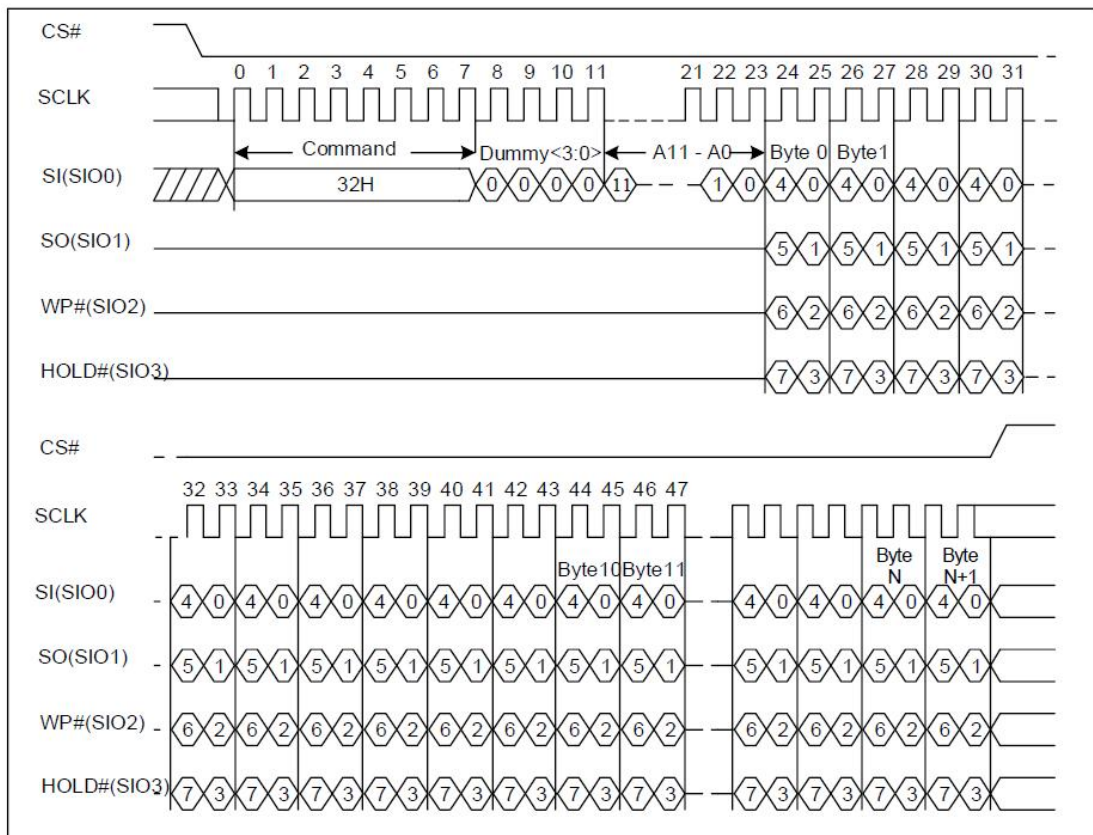 CS#
0 1 2 3 4 5 6 7 8 9 10 11 21 22 23 24 25 26 27 28 29 30 31
SCLK
Command Dummy<3:0> A11 - A0 Byte 0 Byte1
SI(SIO0) 32H 0 0 0 0 11 1 0 4 0 4 0 4 0 4 0
SO(SIO1) 5 1 5 1 5 1 5 1
WP#(SIO2) 6 2 6 2 6 2 6 2
HOLD#(SIO3) 7 3 7 3 7 3 7 3
CS#
32 33 34 35 36 37 38 39 40 41 42 43 44 45 46 47
SCLK
Byte10 Byte11 Byte N Byte N+1
SI(SIO0) 4 0 4 0 4 0 4 0 4 0 4 0 4 0 4 0 4 0 4 0 4 0 4 0
SO(SIO1) 5 1 5 1 5 1 5 1 5 1 5 1 5 1 5 1 5 1 5 1 5 1 5 1
WP#(SIO2) 6 2 6 2 6 2 6 2 6 2 6 2 6 2 6 2 6 2 6 2 6 2 6 2
HOLD#(SIO3) 7 3 7 3 7 3 7 3 7 3 7 3 7 3 7 3 7 3 7 3 7 3 7 3